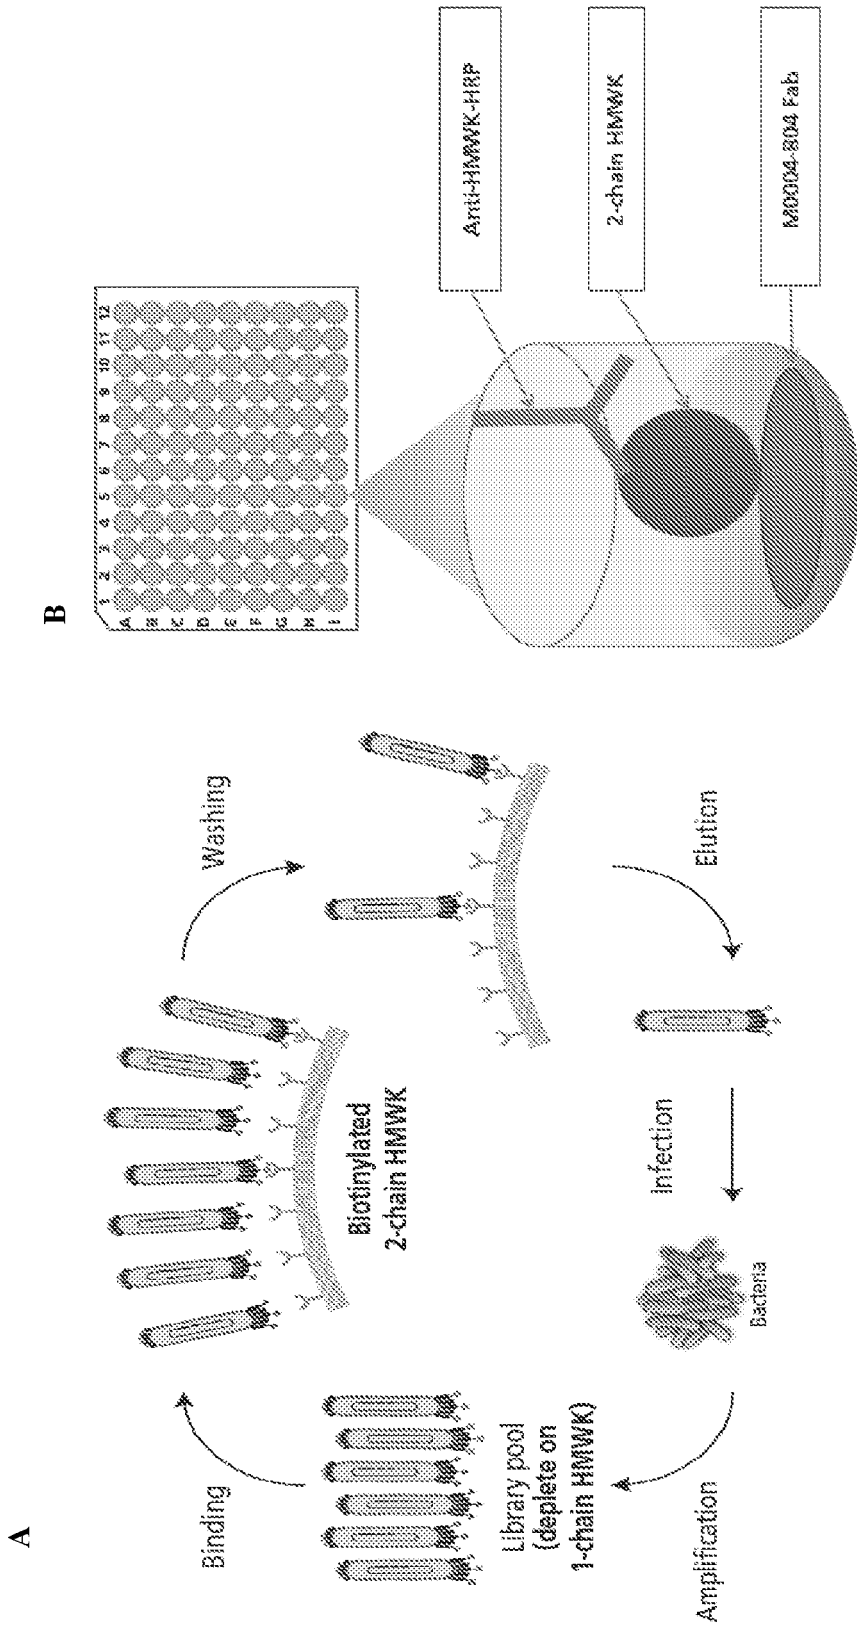 A
Binding
Washing
Library pool
(deplete on
1-chain HMWK)
Biotinylated
2-chain HMWK
Amplification
Bacteria
Infection
Elution
B
1 2 3 4 5 6 7 8 9 10 11 12
A
B
C
D
E
F
G
H
I
Anti-HMWK-HRP
2-chain HMWK
M0004-B04 Fab